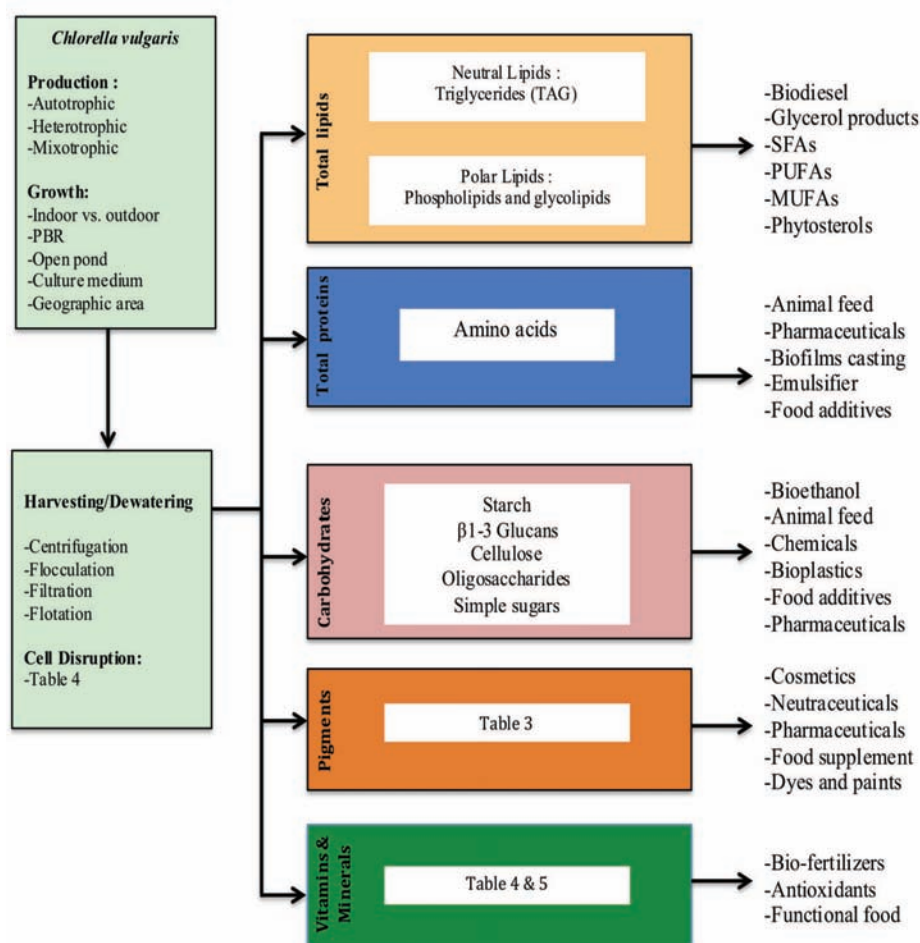 Chlorella vulgaris
Production :
-Autotrophic
-Heterotrophic
-Mixotrophic
Growth:
-Indoor vs. outdoor
-PBR
-Open pond
-Culture medium
-Geographic area
Harvesting/Dewatering
-Centrifugation
-Flocculation
-Filtration
-Flotation
Cell Disruption:
-Table 4
Total lipids
Neutral Lipids :
Triglycerides (TAG)
Polar Lipids :
Phospholipids and glycolipids
-Biodiesel
-Glycerol products
-SFAs
-PUFAs
-MUFAs
-Phytosterols
Total proteins
Amino acids
-Animal feed
-Pharmaceuticals
-Biofilms casting
-Emulsifier
-Food additives
Carbohydrates
Starch
β1-3 Glucans
Cellulose
Oligosaccharides
Simple sugars
-Bioethanol
-Animal feed
-Chemicals
-Bioplastics
-Food additives
-Pharmaceuticals
Pigments
Table 3
-Cosmetics
-Neutraceuticals
-Pharmaceuticals
-Food supplement
-Dyes and paints
Vitamins &
Minerals
Table 4 & 5
-Bio-fertilizers
-Antioxidants
-Functional food